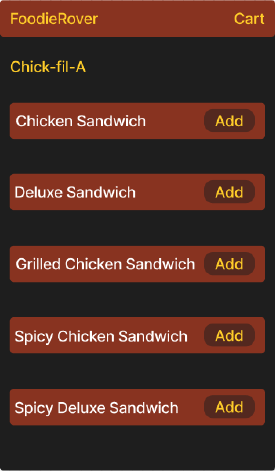 FoodieRover Cart
Chick-fil-A
Chicken Sandwich Add
Deluxe Sandwich Add
Grilled Chicken Sandwich Add
Spicy Chicken Sandwich Add
Spicy Deluxe Sandwich Add